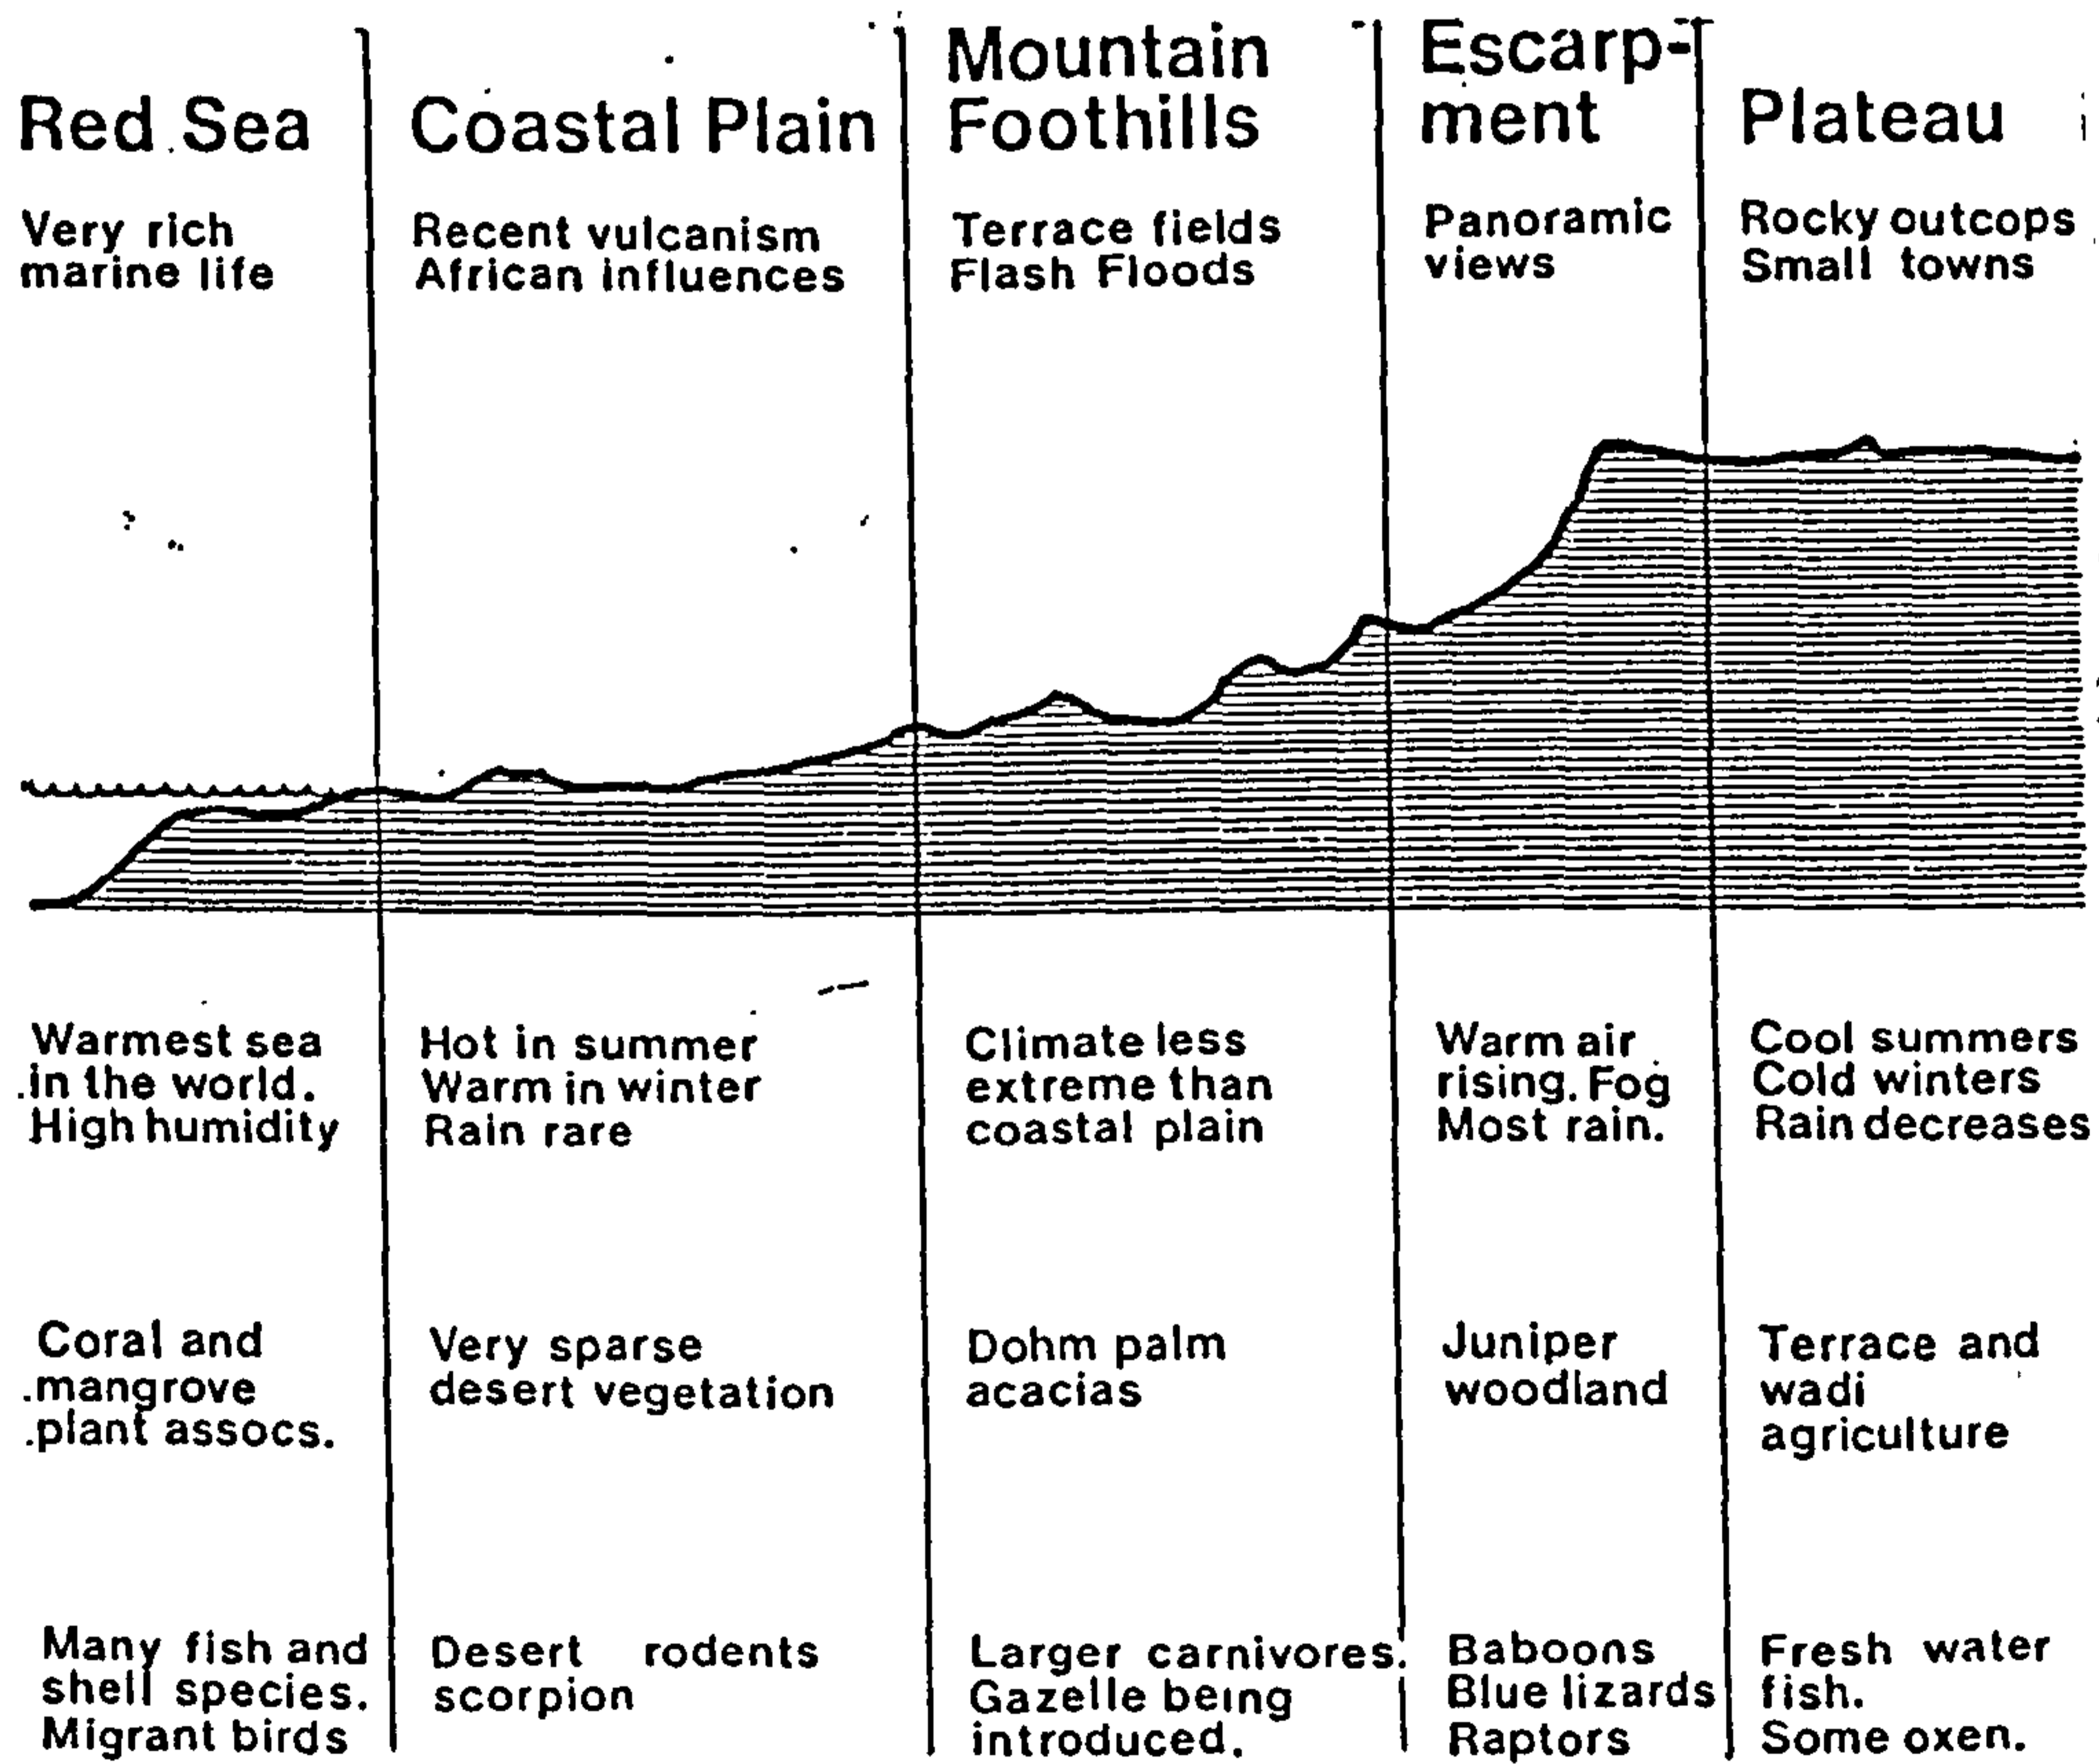 Red Sea
Coastal Plain
Mountain
Foothills
Escarp-
ment
Plateau
Very rich
marine life
Recent vulcanism
African influences
Terrace fields
Flash Floods
Panoramic
views
Rocky outcops
Small towns
Warmest sea
in the world.
High humidity
Hot in summer
Warm in winter
Rain rare
Climate less
extreme than
coastal plain
Warm air
rising. Fog
Most rain.
Cool summers
Cold winters
Rain decreases
Coral and
mangrove
plant assocs.
Very sparse
desert vegetation
Dohm palm
acacias
Juniper
woodland
Terrace and
wadi
agriculture
Many fish and
shell species.
Migrant birds
Desert rodents
scorpion
Larger carnivores.
Gazelle being
introduced.
Baboons
Blue lizards
Raptors
Fresh water
fish.
Some oxen.